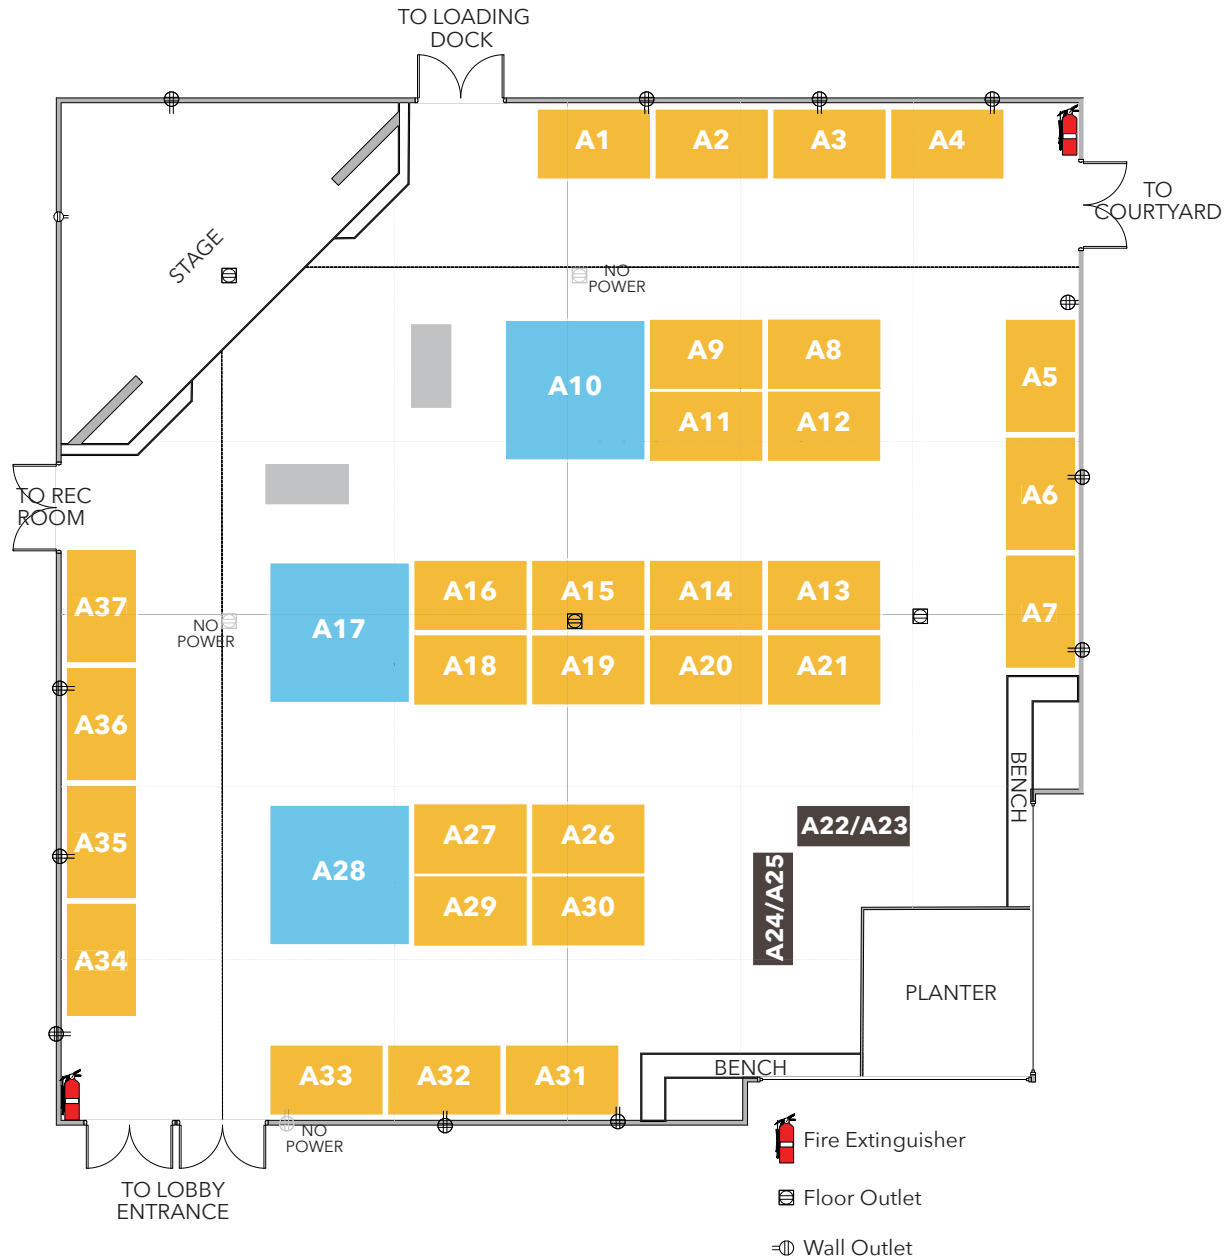 TO LOADING
DOCK
A1
A2
A3
A4
TO
COURTYARD
STAGE
NO
POWER
A10
A9
A8
A11
A12
A5
A6
A7
TO REC
ROOM
A37
A36
A35
A34
NO
POWER
A17
A16
A15
A14
A13
A18
A19
A20
A21
BENCH
A28
A27
A26
A29
A30
A22/A23
A24/A25
PLANTER
A33
A32
A31
BENCH
NO
POWER
TO LOBBY
ENTRANCE
Fire Extinguisher
Floor Outlet
Wall Outlet